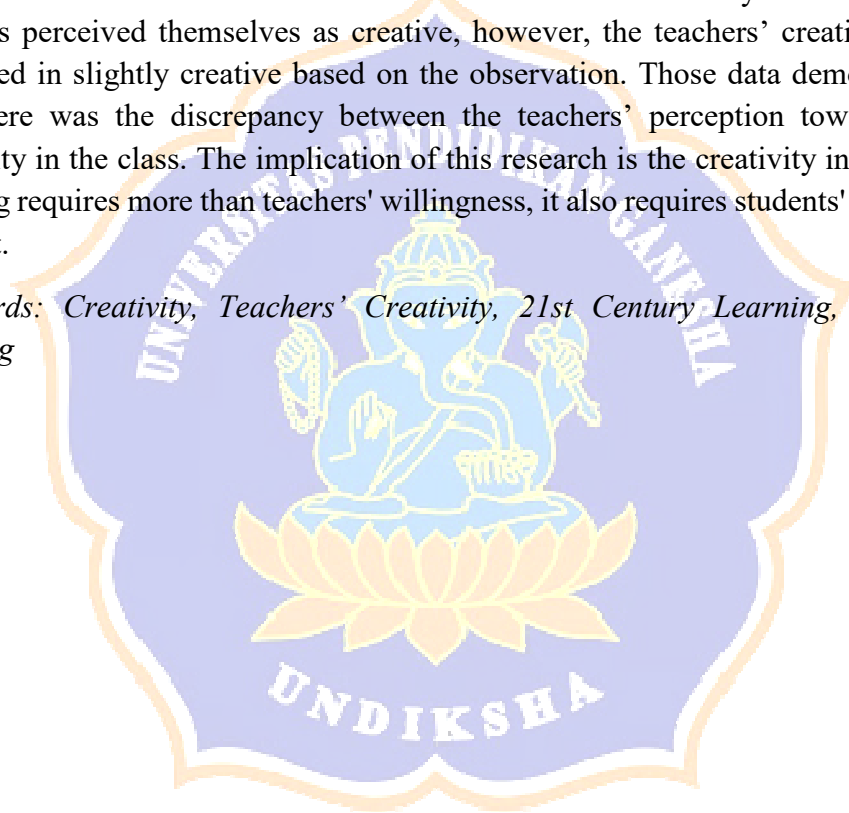 s perceived themselves as creative, however, the teachers’ creati
ed in slightly creative based on the observation. Those data demo
ere was the discrepancy between the teachers’ perception tow
ty in the class. The implication of this research is the creativity in
g requires more than teachers' willingness, it also requires students'
.
rds: Creativity, Teachers’ Creativity, 21st Century Learning,
g
UNIVERSITAS PENDIDIKAN GANESHA
UNDIKSHA